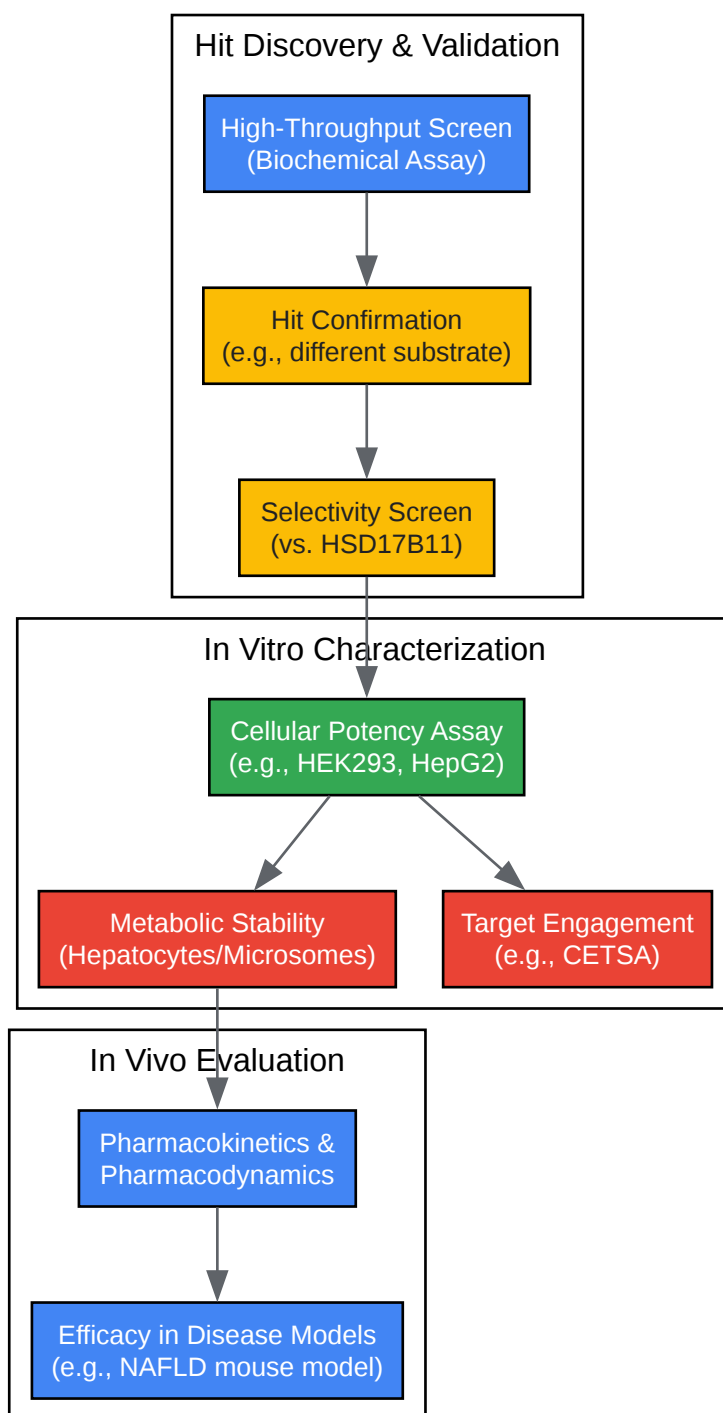 Hit Discovery & Validation
High-Throughput Screen
(Biochemical Assay)
Hit Confirmation
(e.g., different substrate)
Selectivity Screen
(vs. HSD17B11)
In Vitro Characterization
Cellular Potency Assay
(e.g., HEK293, HepG2)
Metabolic Stability
(Hepatocytes/Microsomes)
Target Engagement
(e.g., CETSA)
In Vivo Evaluation
Pharmacokinetics &
Pharmacodynamics
Efficacy in Disease Models
(e.g., NAFLD mouse model)